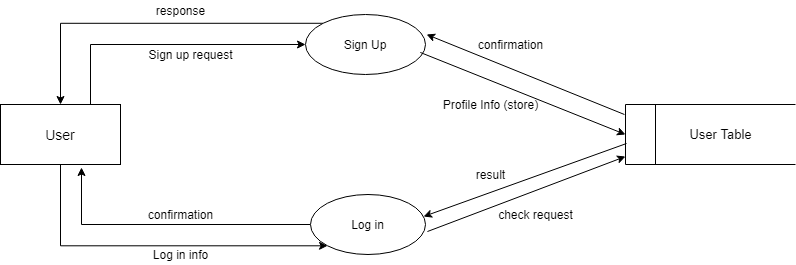 response
Sign Up
confirmation
Sign up request
Profile Info (store)
User
User Table
result
confirmation
check request
Log in
Log in info